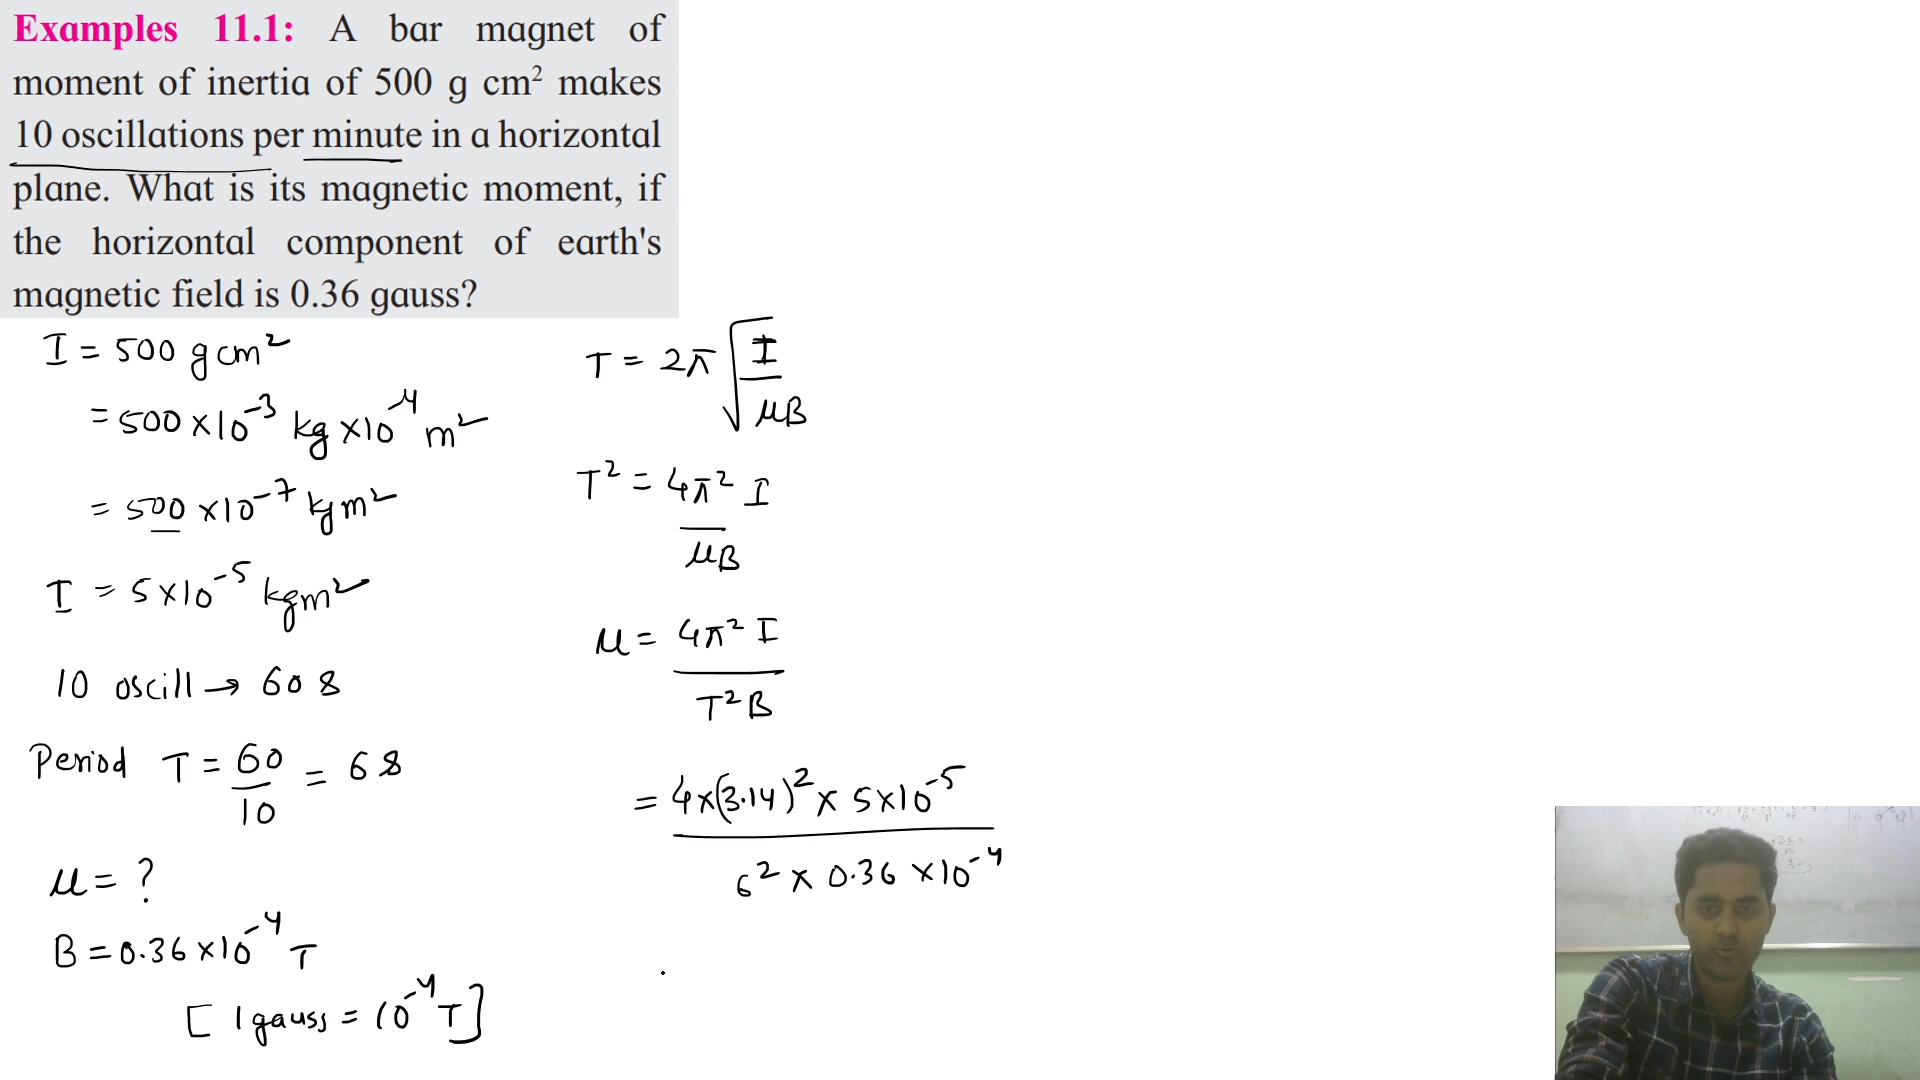 Examples 11.1: A bar magnet of
moment of inertia of 500 g cm² makes
10 oscillations per minute in a horizontal
plane. What is its magnetic moment, if
the horizontal component of earth's
magnetic field is 0.36 gauss?
I = 500 g cm²
= 500 × 10⁻³ kg × 10⁻⁴ m²
= 500 × 10⁻⁷ kgm²
I = 5 × 10⁻⁵ kgm²
10 oscill → 60 s
Period T = 60/10 = 6 s
μ = ?
B = 0.36 × 10⁻⁴ T
[ 1 gauss = 10⁻⁴ T ]
T = 2π √(I/μB)
T² = 4π² I / μB
μ = 4π² I / T² B
= 4 × (3.14)² × 5 × 10⁻⁵ / 6² × 0.36 × 10⁻⁴